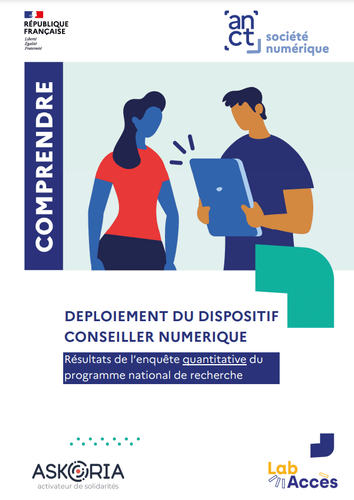 RÉPUBLIQUE
FRANÇAISE
Liberté
Égalité
Fraternité
an
ct
société
numérique
COMPRENDRE
DEPLOIEMENT DU DISPOSITIF
CONSEILLER NUMERIQUE
Résultats de l'enquête quantitative du
programme national de recherche
ASKORIA
activateur de solidarités
Lab
Accès